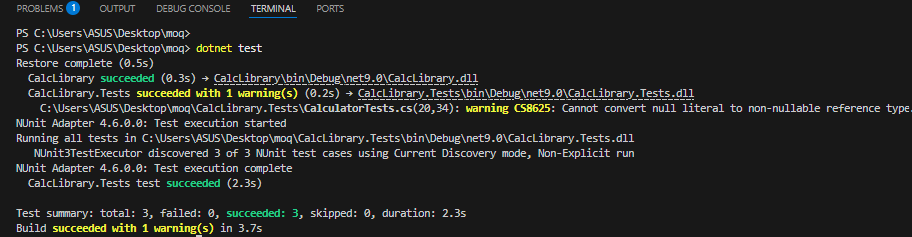 PROBLEMS 1 OUTPUT DEBUG CONSOLE TERMINAL PORTS
PS C:\Users\ASUS\Desktop\moq>
PS C:\Users\ASUS\Desktop\moq> dotnet test
Restore complete (0.5s)
  CalcLibrary succeeded (0.3s) → CalcLibrary\bin\Debug\net9.0\CalcLibrary.dll
  CalcLibrary.Tests succeeded with 1 warning(s) (0.2s) → CalcLibrary.Tests\bin\Debug\net9.0\CalcLibrary.Tests.dll
    C:\Users\ASUS\Desktop\moq\CalcLibrary.Tests\CalculatorTests.cs(20,34): warning CS8625: Cannot convert null literal to non-nullable reference type.
NUnit Adapter 4.6.0.0: Test execution started
Running all tests in C:\Users\ASUS\Desktop\moq\CalcLibrary.Tests\bin\Debug\net9.0\CalcLibrary.Tests.dll
   NUnit3TestExecutor discovered 3 of 3 NUnit test cases using Current Discovery mode, Non-Explicit run
NUnit Adapter 4.6.0.0: Test execution complete
  CalcLibrary.Tests test succeeded (2.3s)
Test summary: total: 3, failed: 0, succeeded: 3, skipped: 0, duration: 2.3s
Build succeeded with 1 warning(s) in 3.7s